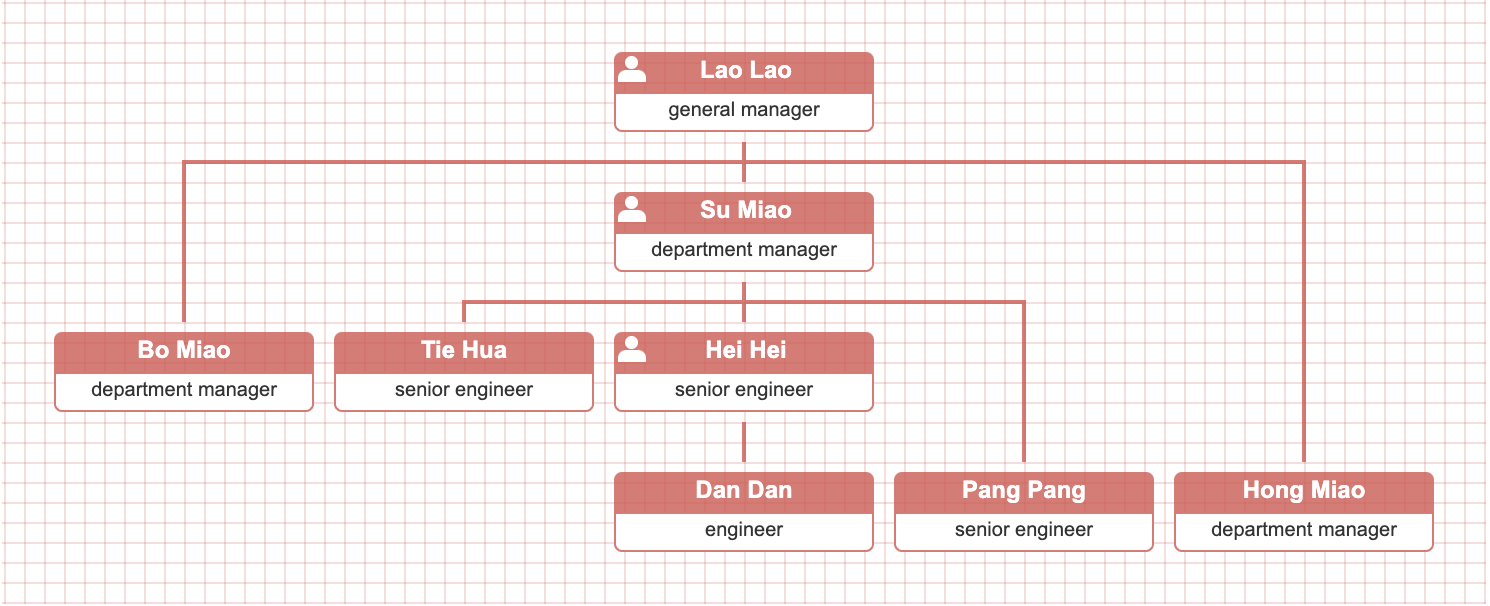 Lao Lao
general manager
Su Miao
department manager
Bo Miao
department manager
Tie Hua
senior engineer
Hei Hei
senior engineer
Dan Dan
engineer
Pang Pang
senior engineer
Hong Miao
department manager